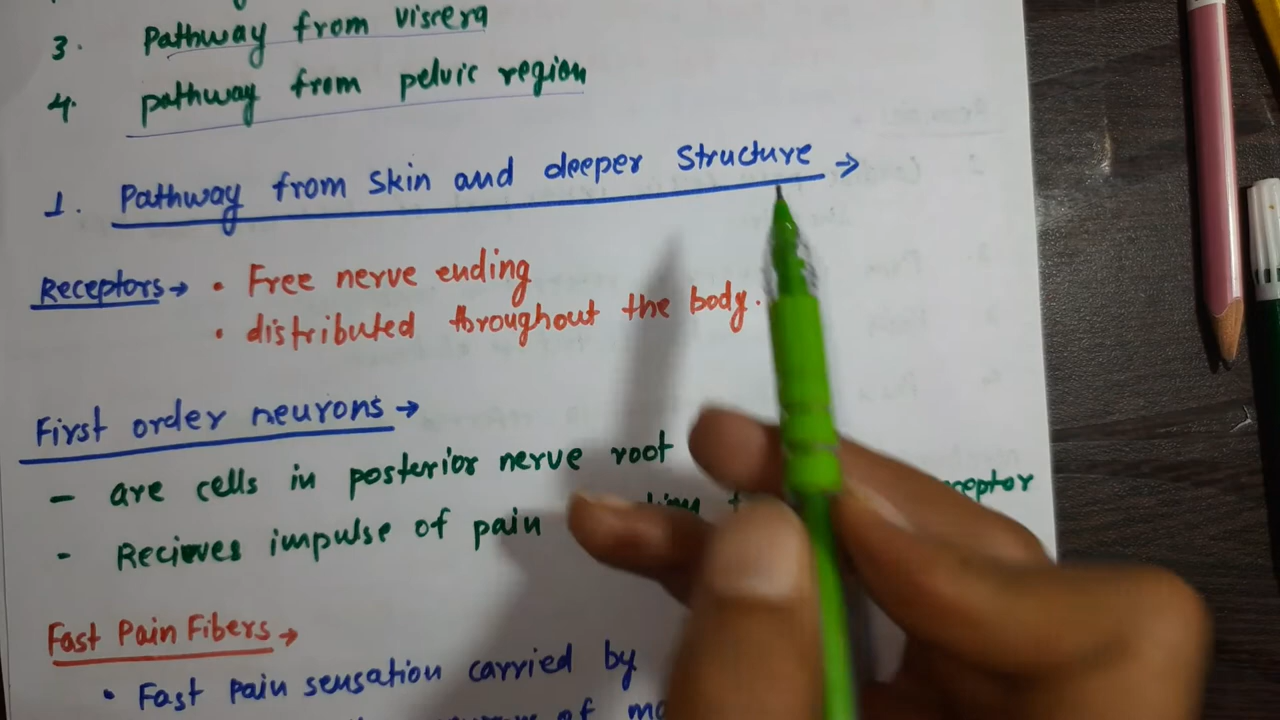 3. Pathway from viscera
4. pathway from pelvic region
1. Pathway from skin and deeper structure →
Receptors → • Free nerve ending
• distributed throughout the body.
First order neurons →
- are cells in posterior nerve root
- Recieves impulse of pain
Fast Pain Fibers →
• Fast pain sensation carried by
of